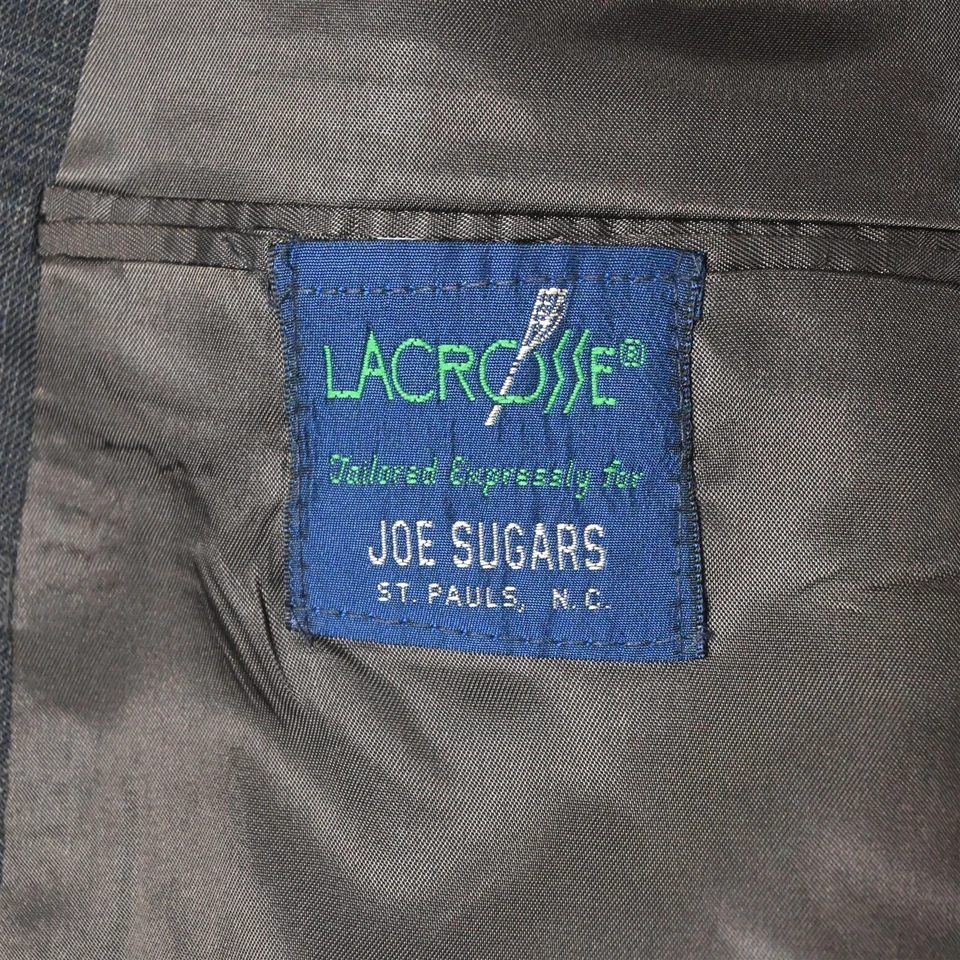 LACROSSE®
Tailored Expressly for
JOE SUGARS
ST. PAULS, N.C.